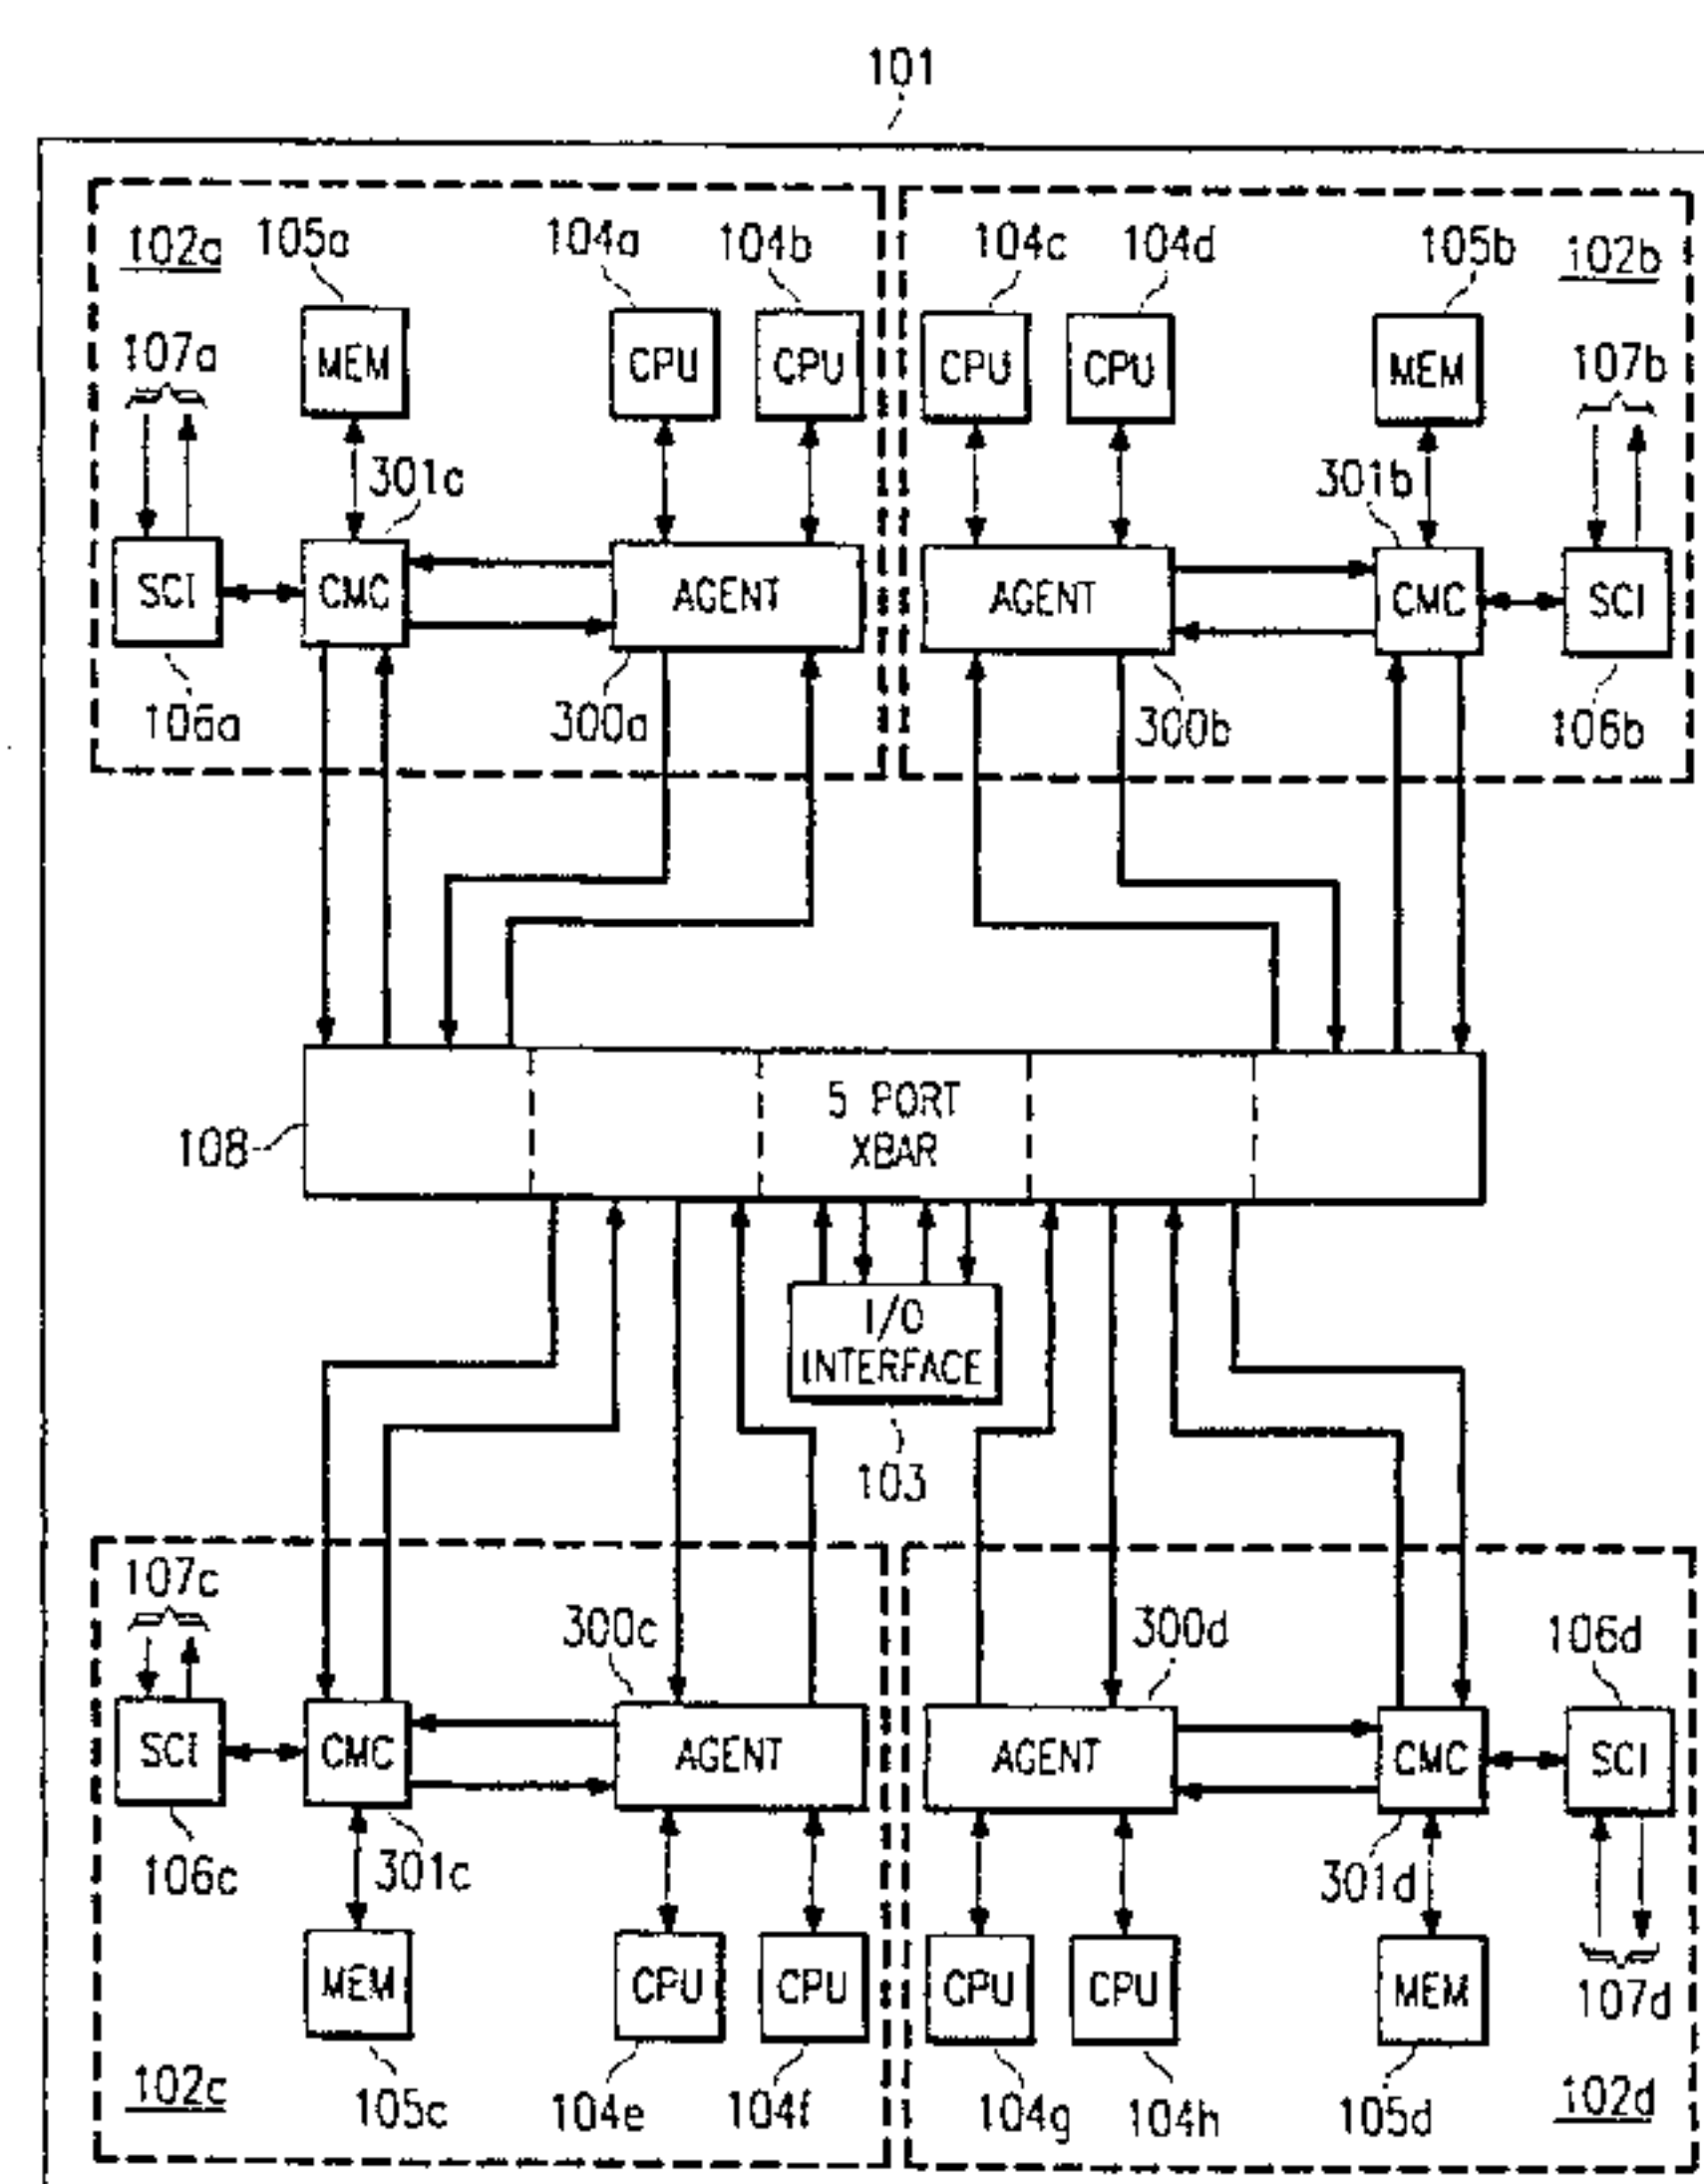 101
102a 105a 104a 104b 104c 104d 105b 102b
107a MEM CPU CPU CPU CPU MEM 107b
301a 301b
SCI CMC AGENT AGENT CMC SCI
106a 300a 300b 106b
5 PORT
XBAR
108
I/O
INTERFACE
103
107c 300c 300d 106d
SCI CMC AGENT AGENT CMC SCI
106c 301c 301d
MEM CPU CPU CPU CPU MEM 107d
102c 105c 104e 104f 104g 104h 105d 102d